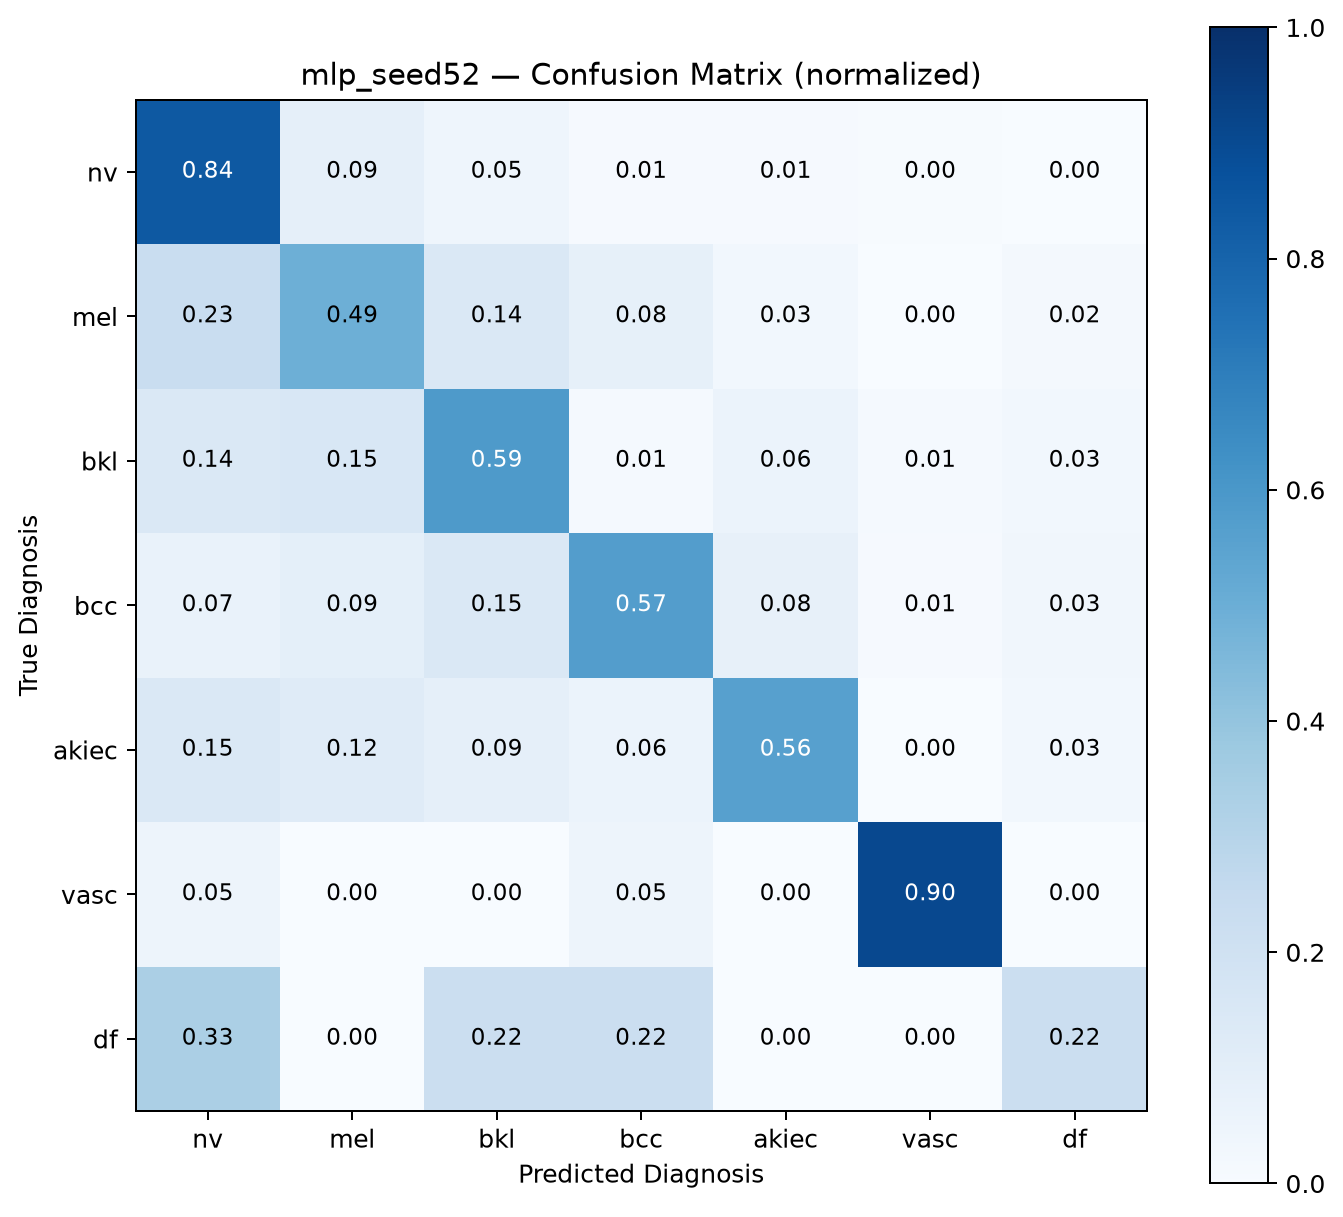 mlp_seed52 — Confusion Matrix (normalized)
True Diagnosis
nv 0.84 0.09 0.05 0.01 0.01 0.00 0.00
mel 0.23 0.49 0.14 0.08 0.03 0.00 0.02
bkl 0.14 0.15 0.59 0.01 0.06 0.01 0.03
bcc 0.07 0.09 0.15 0.57 0.08 0.01 0.03
akiec 0.15 0.12 0.09 0.06 0.56 0.00 0.03
vasc 0.05 0.00 0.00 0.05 0.00 0.90 0.00
df 0.33 0.00 0.22 0.22 0.00 0.00 0.22
nv mel bkl bcc akiec vasc df
Predicted Diagnosis
1.0
0.8
0.6
0.4
0.2
0.0